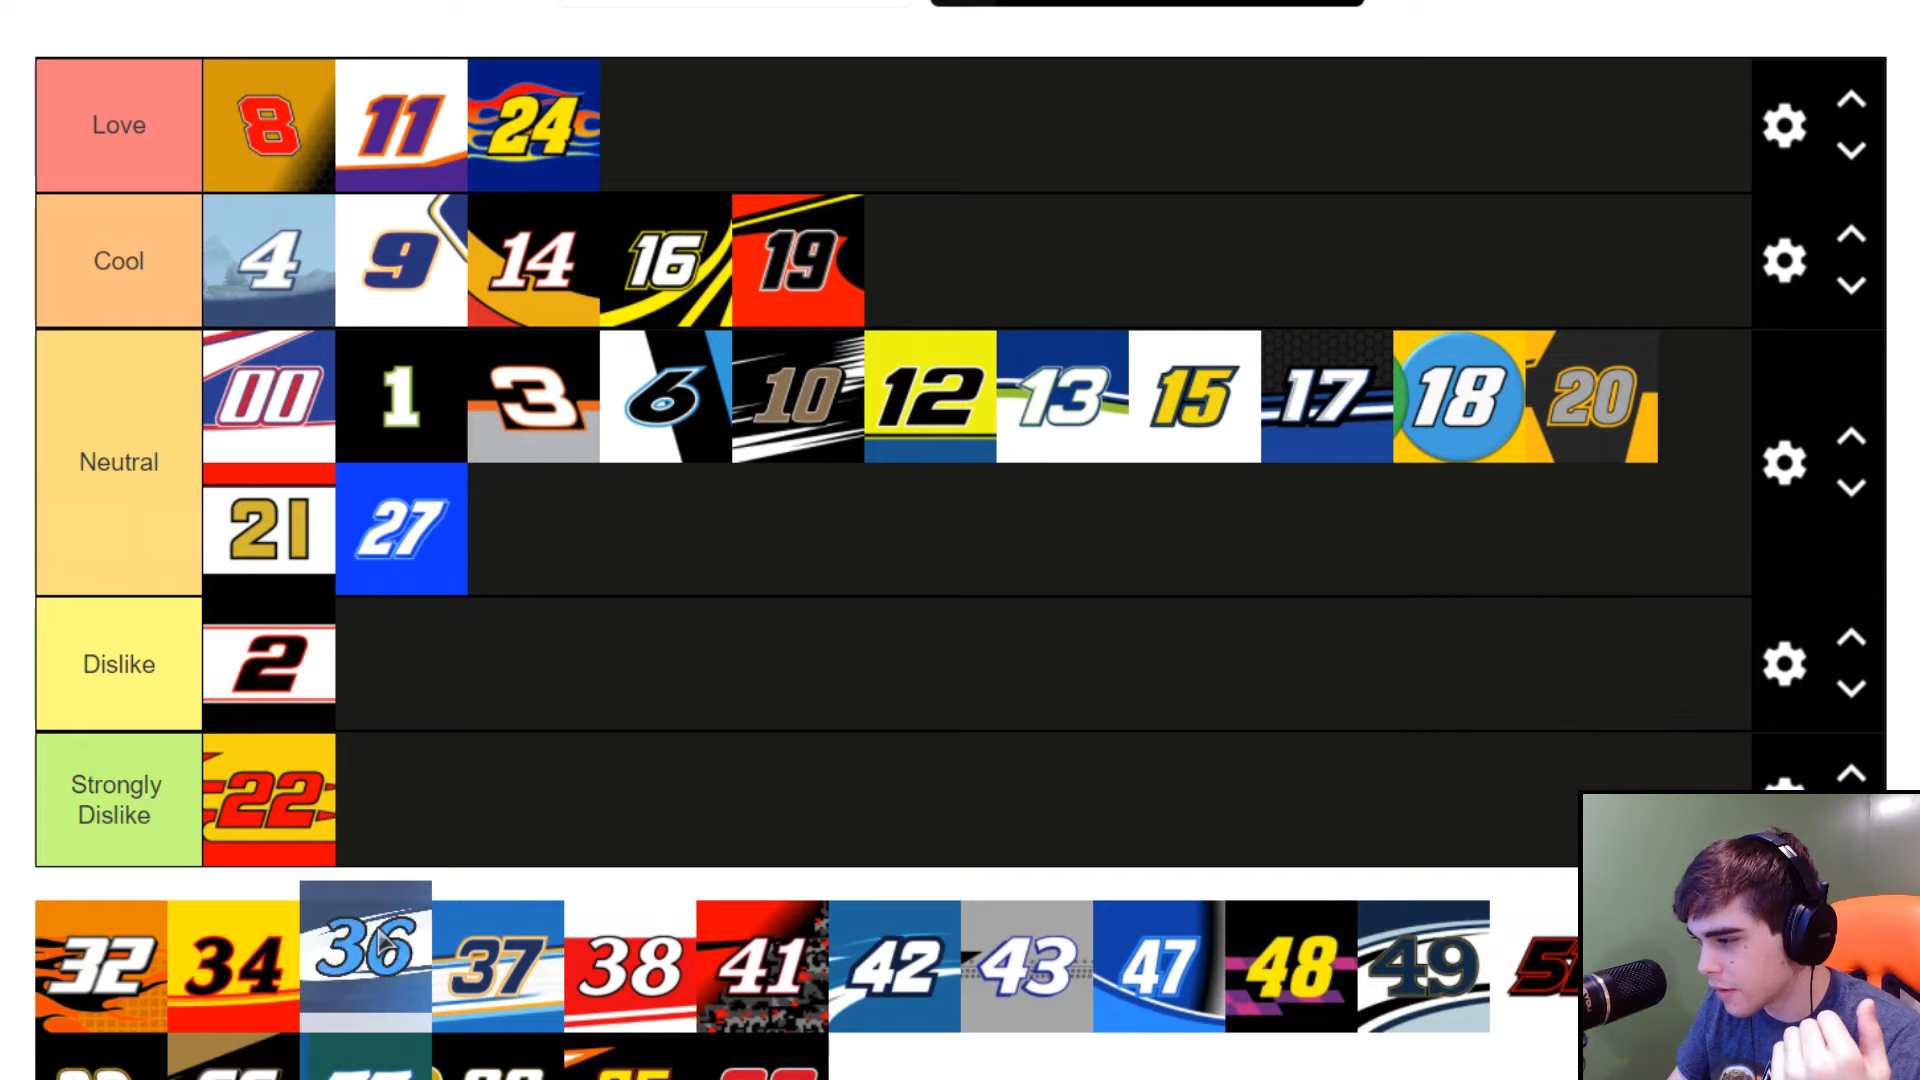 Love 8 11 24
Cool 4 9 14 16 19
Neutral 00 1 3 6 10 12 13 15 17 18 20
21 27
Dislike 2
Strongly
Dislike 22
32 34 36 37 38 41 42 43 47 48 49